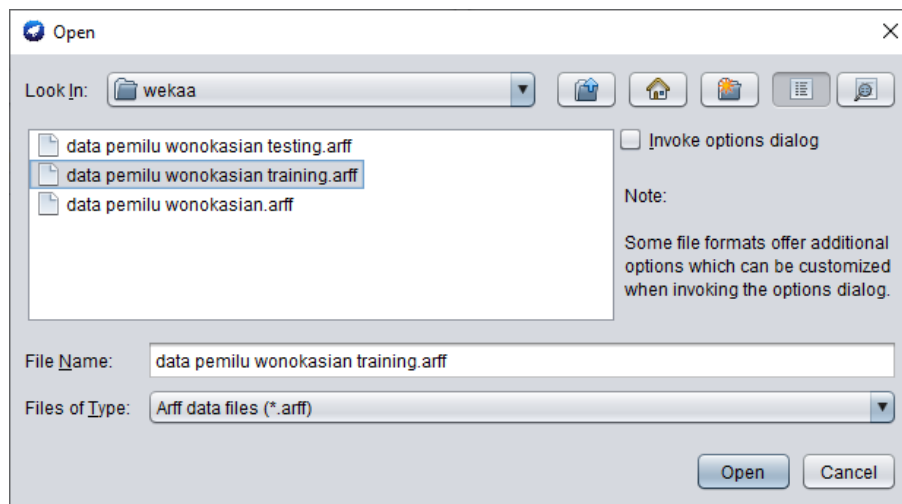 Open
Look In: wekaa
data pemilu wonokasian testing.arff
data pemilu wonokasian training.arff
data pemilu wonokasian.arff
Invoke options dialog
Note:
Some file formats offer additional
options which can be customized
when invoking the options dialog.
File Name: data pemilu wonokasian training.arff
Files of Type: Arff data files (*.arff)
Open Cancel